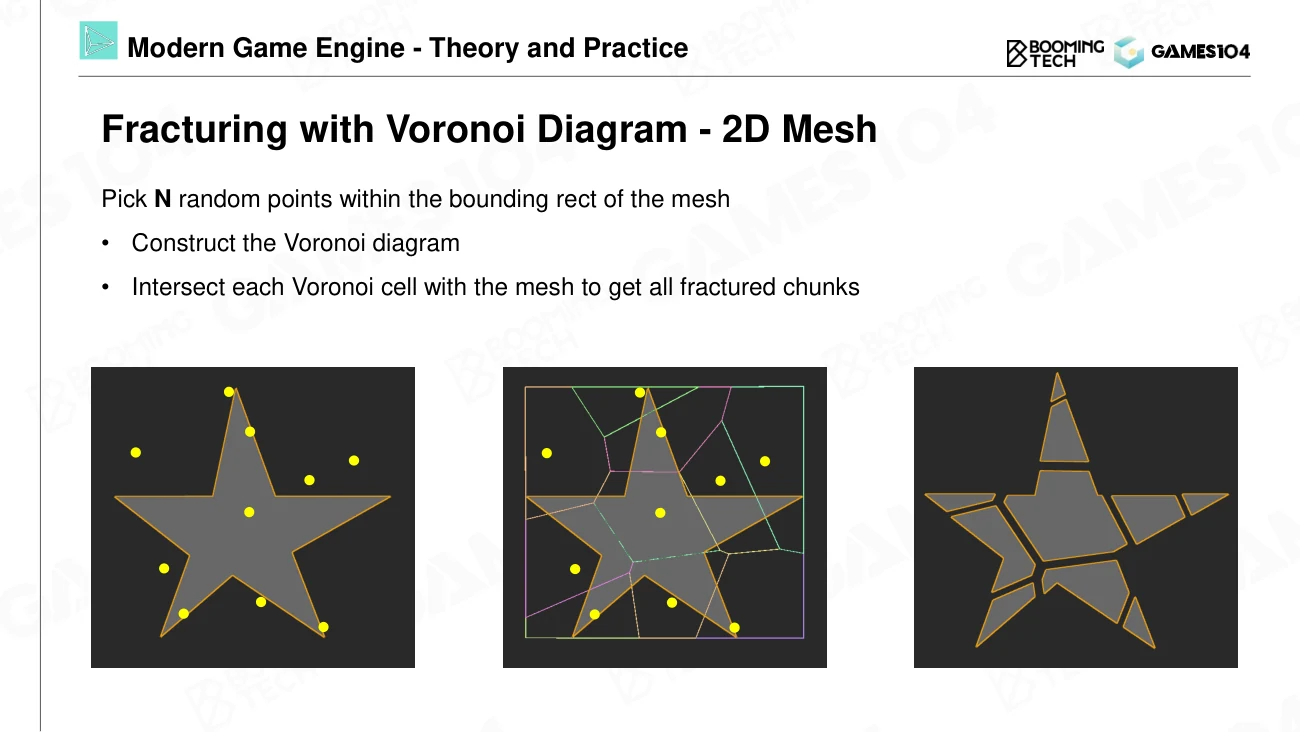 Modern Game Engine - Theory and Practice
BOOMING
TECH
GAMES104
Fracturing with Voronoi Diagram - 2D Mesh
Pick N random points within the bounding rect of the mesh
• Construct the Voronoi diagram
• Intersect each Voronoi cell with the mesh to get all fractured chunks